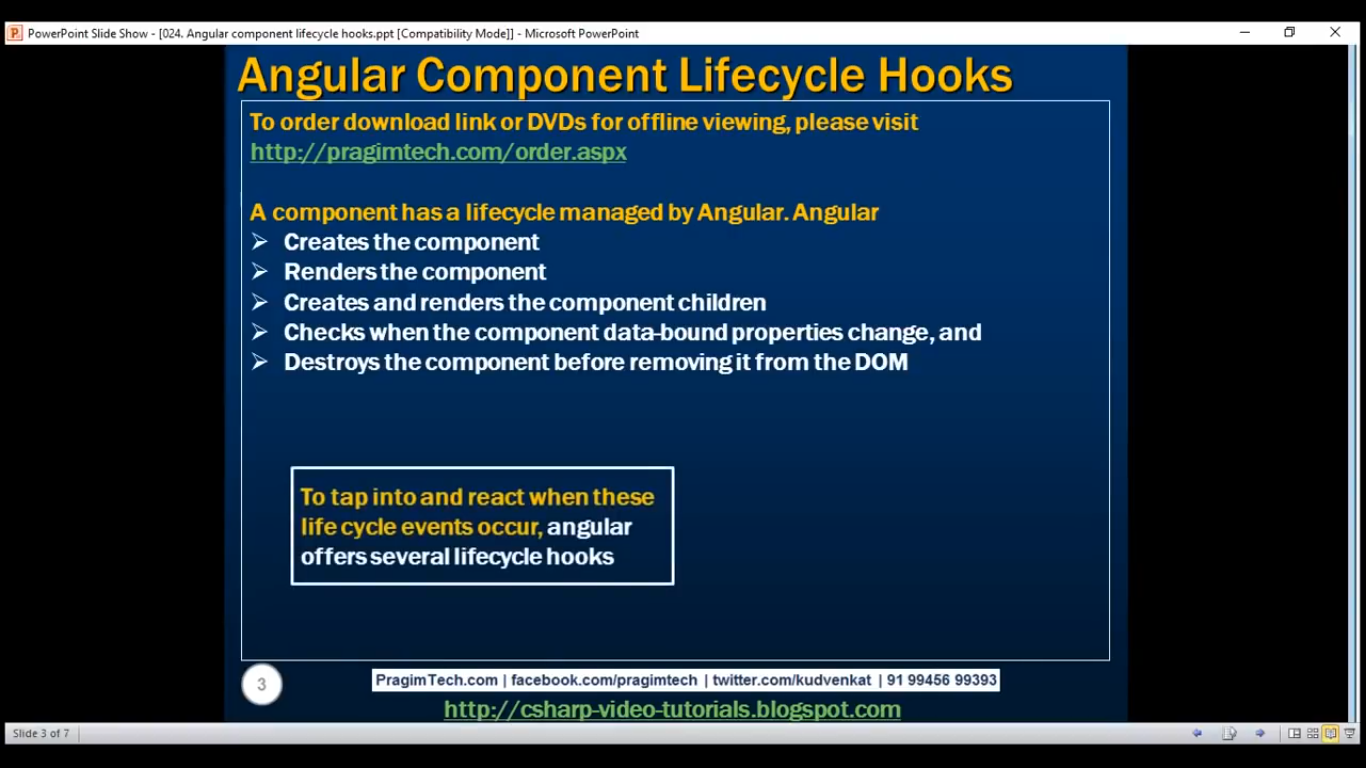 PowerPoint Slide Show - [024. Angular component lifecycle hooks.ppt [Compatibility Mode]] - Microsoft PowerPoint
Angular Component Lifecycle Hooks
To order download link or DVDs for offline viewing, please visit
http://pragimtech.com/order.aspx
A component has a lifecycle managed by Angular. Angular
Creates the component
Renders the component
Creates and renders the component children
Checks when the component data-bound properties change, and
Destroys the component before removing it from the DOM
To tap into and react when these
life cycle events occur, angular
offers several lifecycle hooks
3
PragimTech.com | facebook.com/pragimtech | twitter.com/kudvenkat | 91 99456 99393
http://csharp-video-tutorials.blogspot.com
Slide 3 of 7